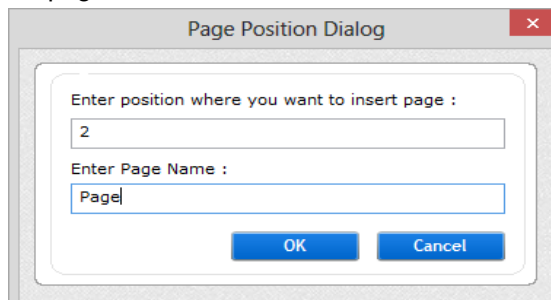 Page Position Dialog
Enter position where you want to insert page :
2
Enter Page Name :
Page
OK Cancel